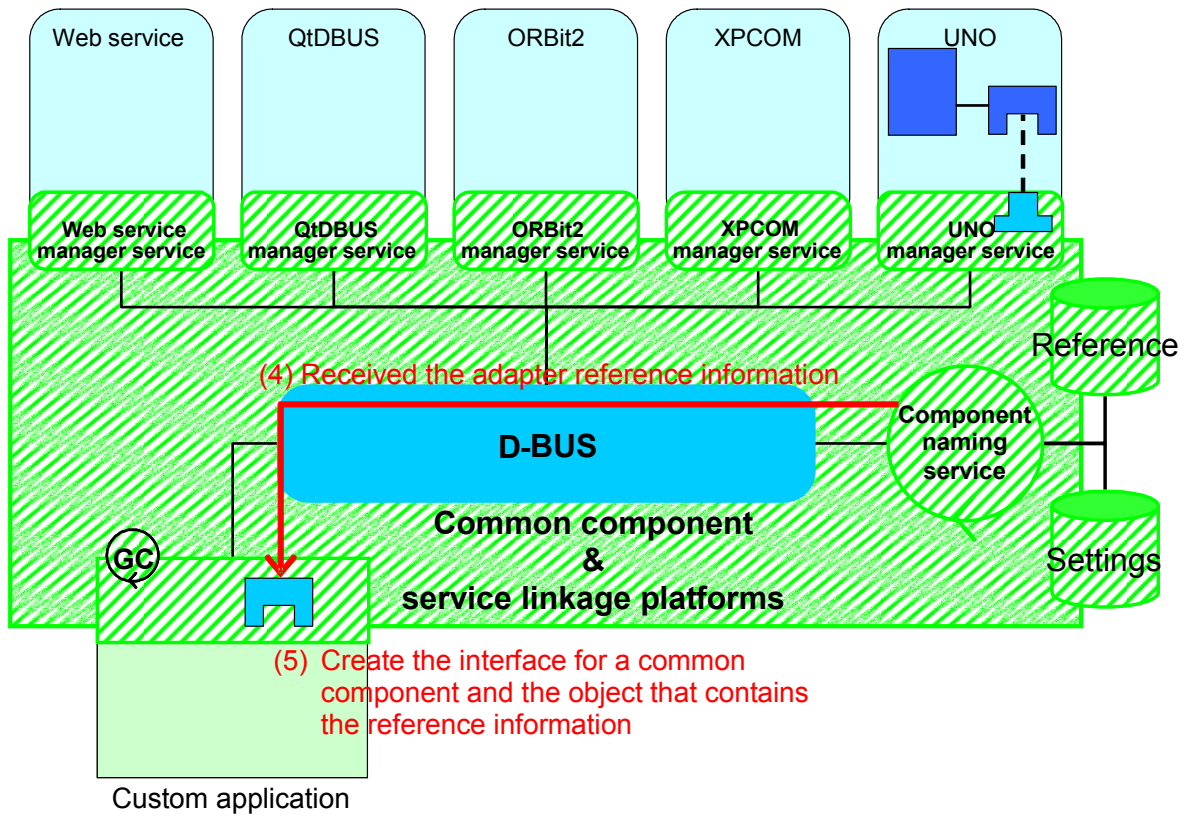 Web service
QtDBUS
ORBit2
XPCOM
UNO
Web service
manager service
QtDBUS
manager service
ORBit2
manager service
XPCOM
manager service
UNO
manager service
Reference
(4) Received the adapter reference information
Component
naming
service
D-BUS
Common component
&
service linkage platforms
Settings
GC
(5) Create the interface for a common
component and the object that contains
the reference information
Custom application